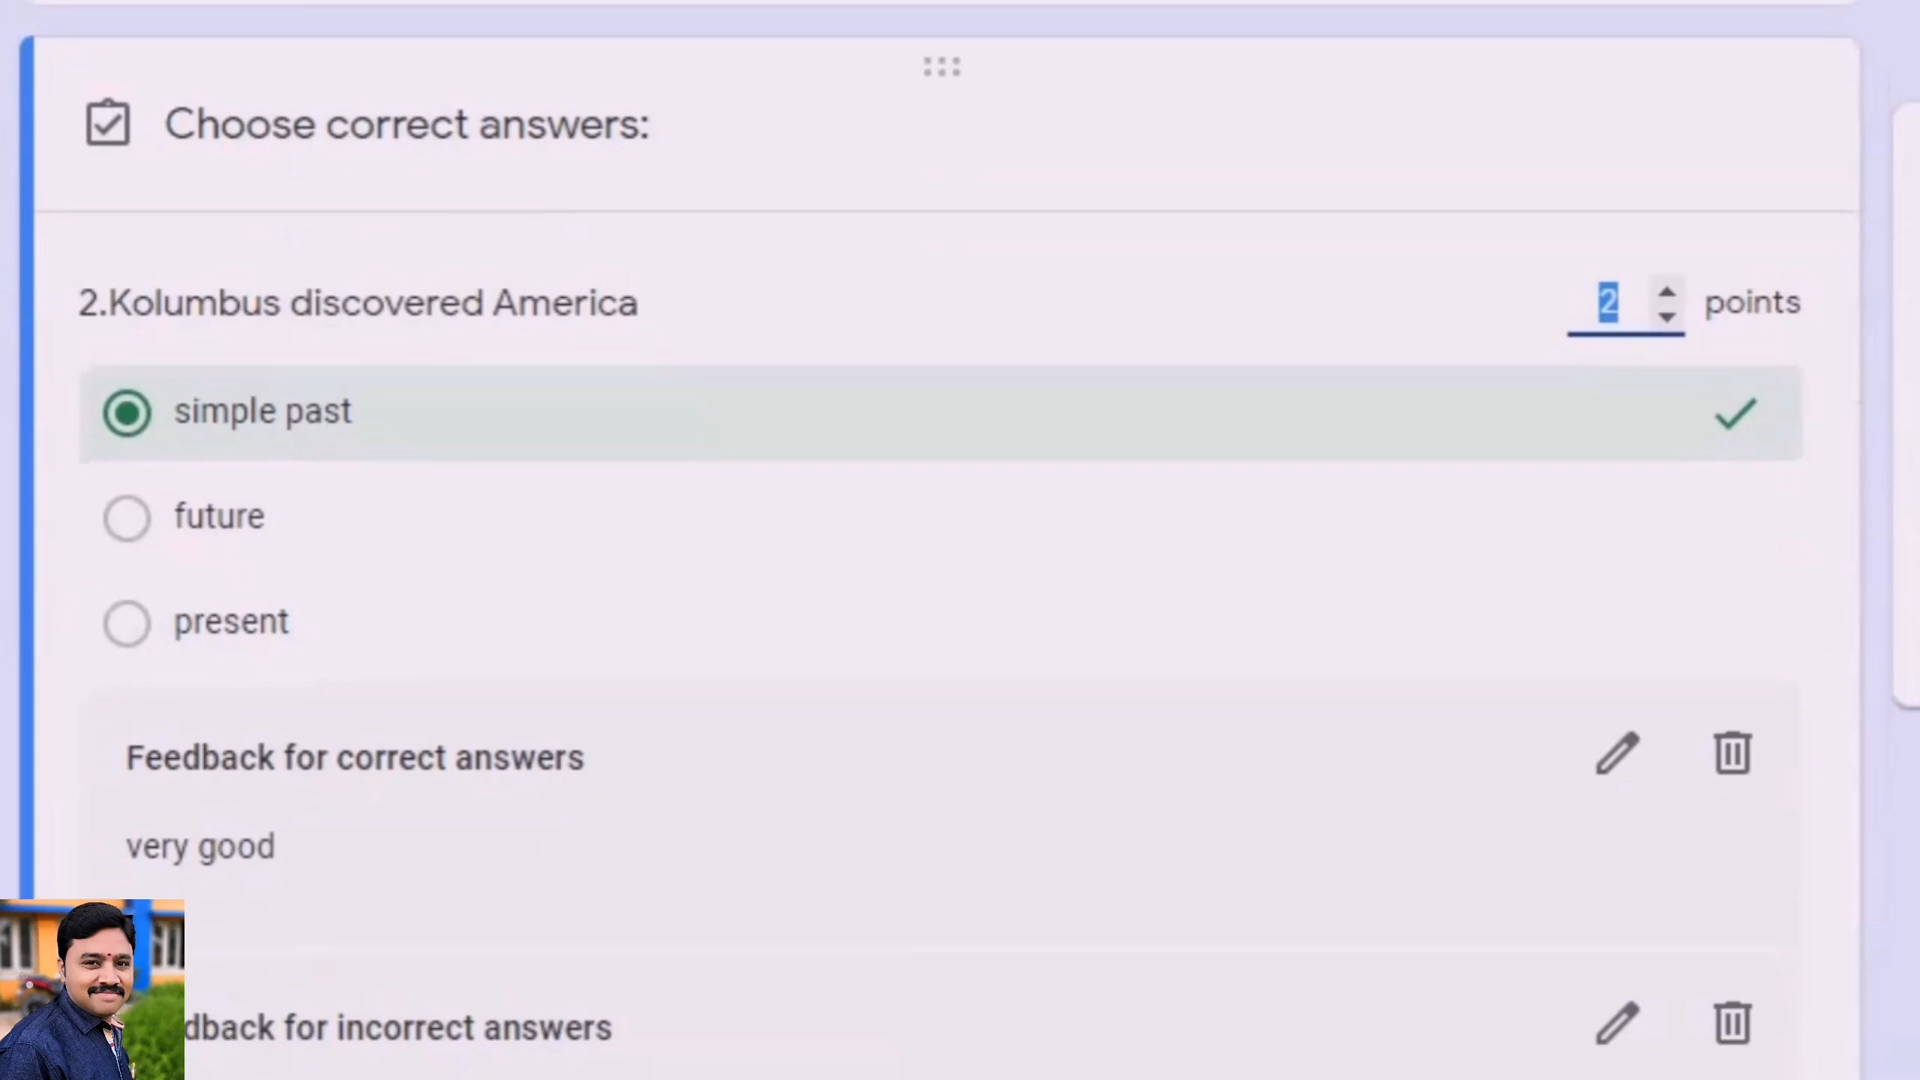 Choose correct answers:
2.Kolumbus discovered America
2 points
simple past
future
present
Feedback for correct answers
very good
dback for incorrect answers